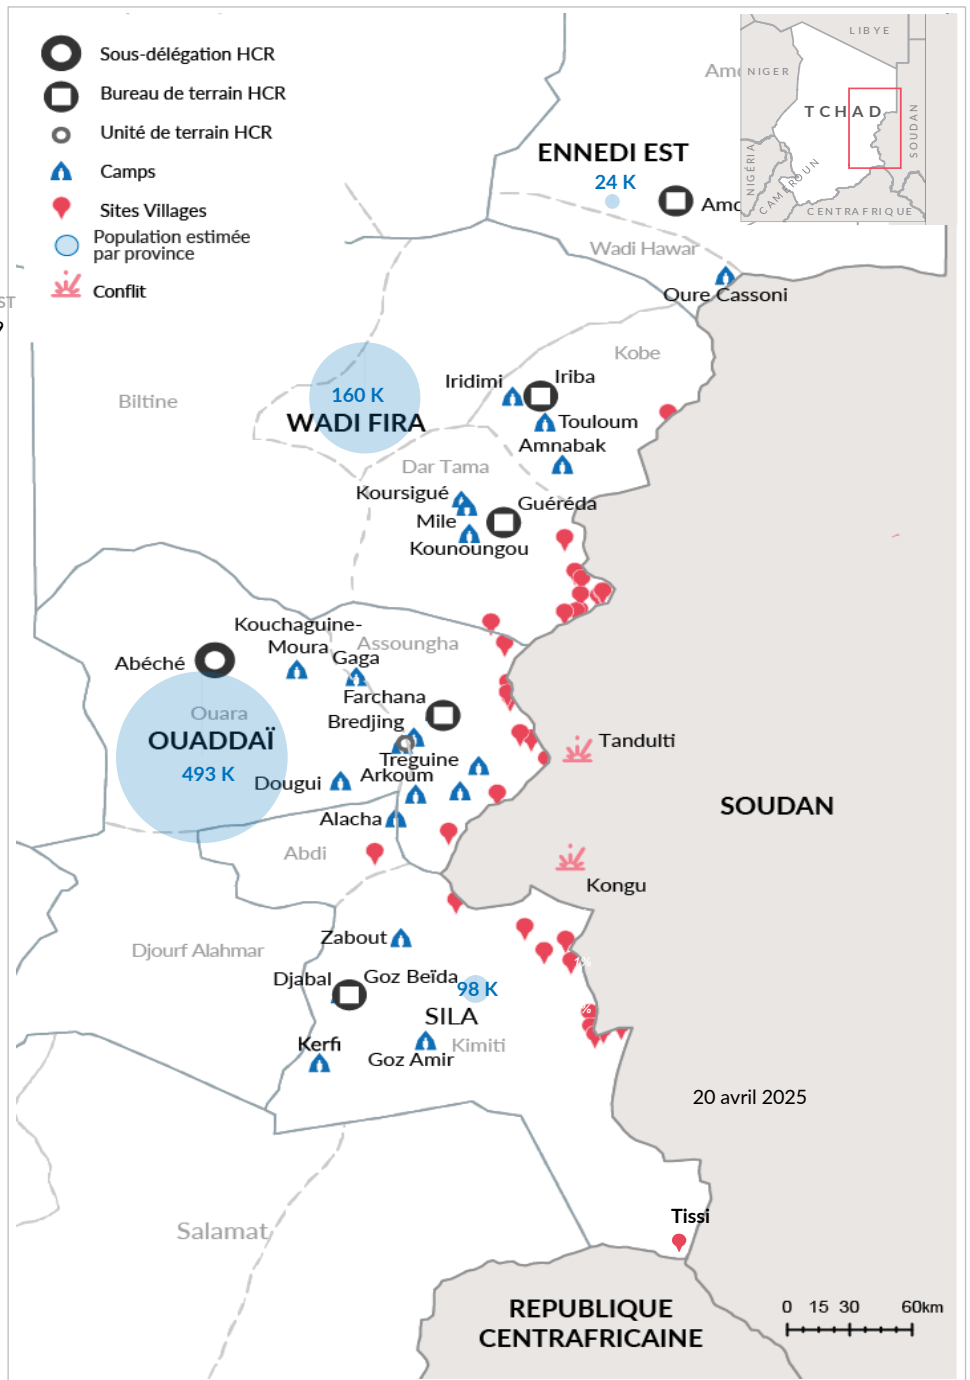 Sous-délégation HCR
Bureau de terrain HCR
Unité de terrain HCR
Camps
Sites Villages
Population estimée
par province
Conflit
ST
LIBYE
NIGER
TCHAD
SOUDAN
NIGÉRIA
CAMEROUN
CENTRAFRIQUE
ENNEDI EST
24 K
Wadi Hawar
Oure Cassoni
Kobe
Iriba
Iridimi
160 K
Biltine
WADI FIRA
Touloum
Amnabak
Dar Tama
Koursigué
Guéréda
Mile
Kounoungou
Kouchaguine-
Moura
Assoungha
Abéché
Gaga
Farchana
Ouara
Bredjing
OUADDAÏ
Tandulti
Treguine
493 K
Arkoum
Dougui
SOUDAN
Alacha
Abdi
Kongu
Zabout
Djourf Alahmar
Djabal
Goz Beïda
98 K
SILA
Kerfi
Kimiti
Goz Amir
20 avril 2025
Tissi
Salamat
REPUBLIQUE
CENTRAFRICAINE
0 15 30 60km